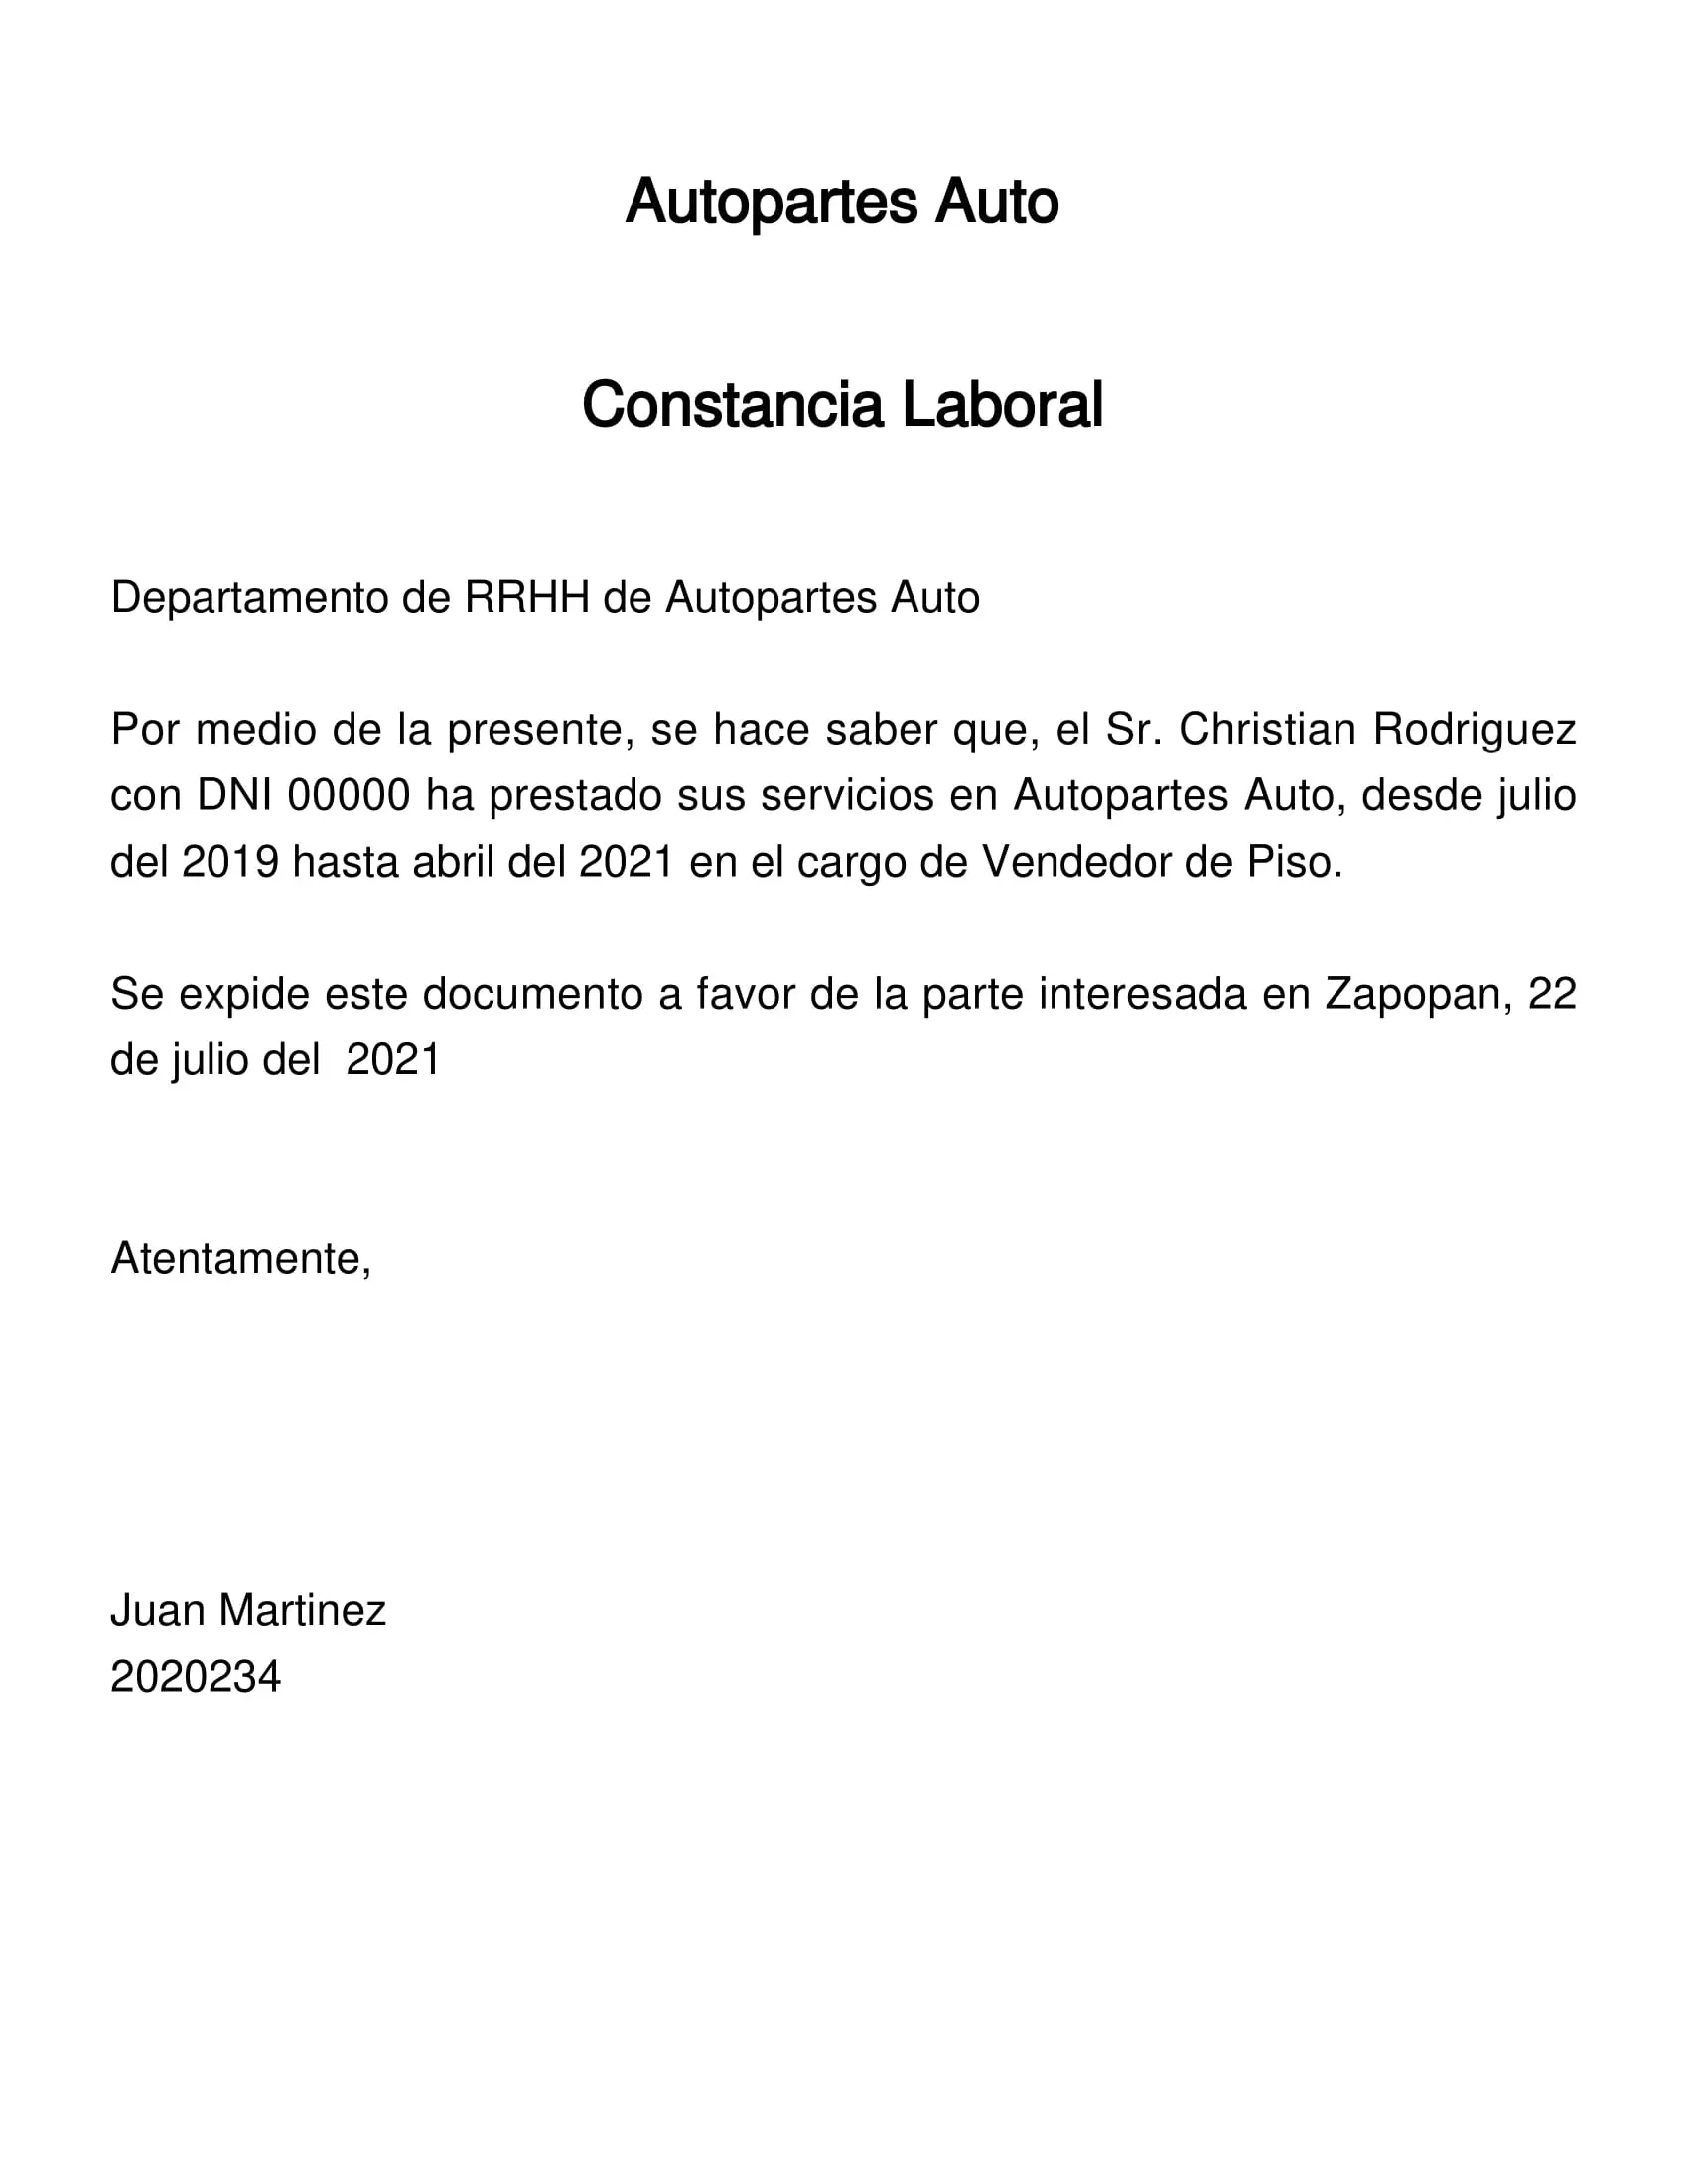 Autopartes Auto
Constancia Laboral
Departamento de RRHH de Autopartes Auto
Por medio de la presente, se hace saber que, el Sr. Christian Rodriguez
con DNI 00000 ha prestado sus servicios en Autopartes Auto, desde julio
del 2019 hasta abril del 2021 en el cargo de Vendedor de Piso.
Se expide este documento a favor de la parte interesada en Zapopan, 22
de julio del  2021
Atentamente,
Juan Martinez
2020234